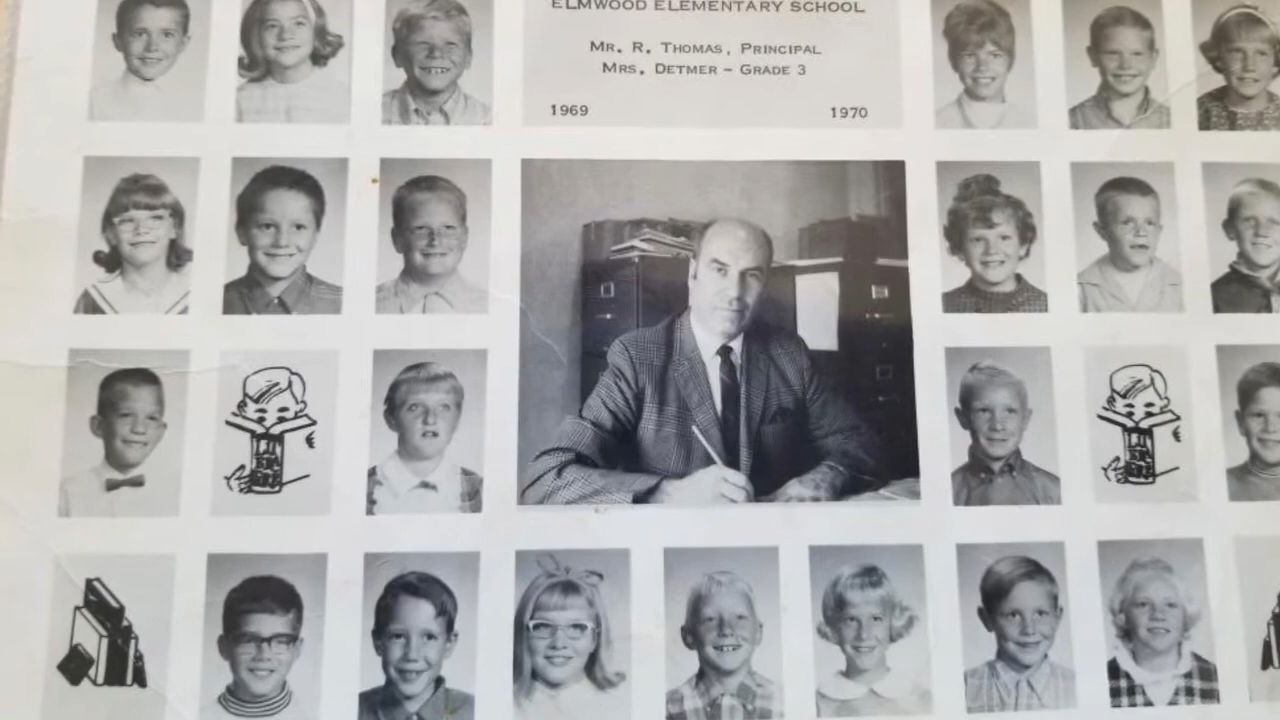 ELMWOOD ELEMENTARY SCHOOL
MR. R. THOMAS, PRINCIPAL
MRS. DETMER - GRADE 3
1969 1970